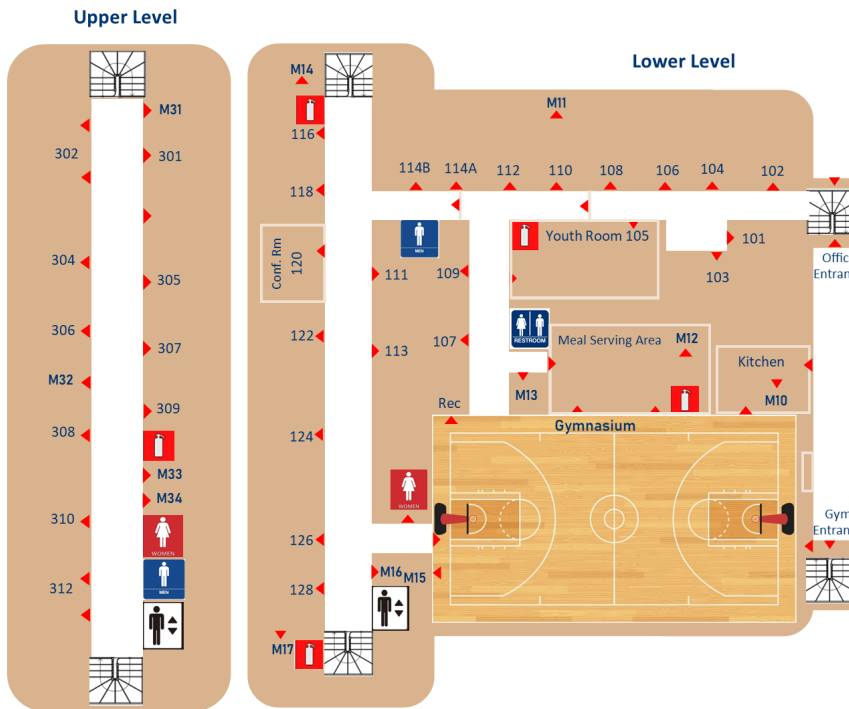 Upper Level
Lower Level
M31
302
301
304
305
306
307
M32
309
308
M33
M34
310
WOMEN
MEN
312
M14
M11
116
114B
114A
112
110
108
106
104
102
118
MEN
Youth Room 105
101
Conf. Rm
120
111
109
103
Offic
Entran
122
113
107
RESTROOM
Meal Serving Area
M12
Kitchen
M13
M10
Rec
Gymnasium
124
WOMEN
Gym
Entran
126
M16
M15
128
M17